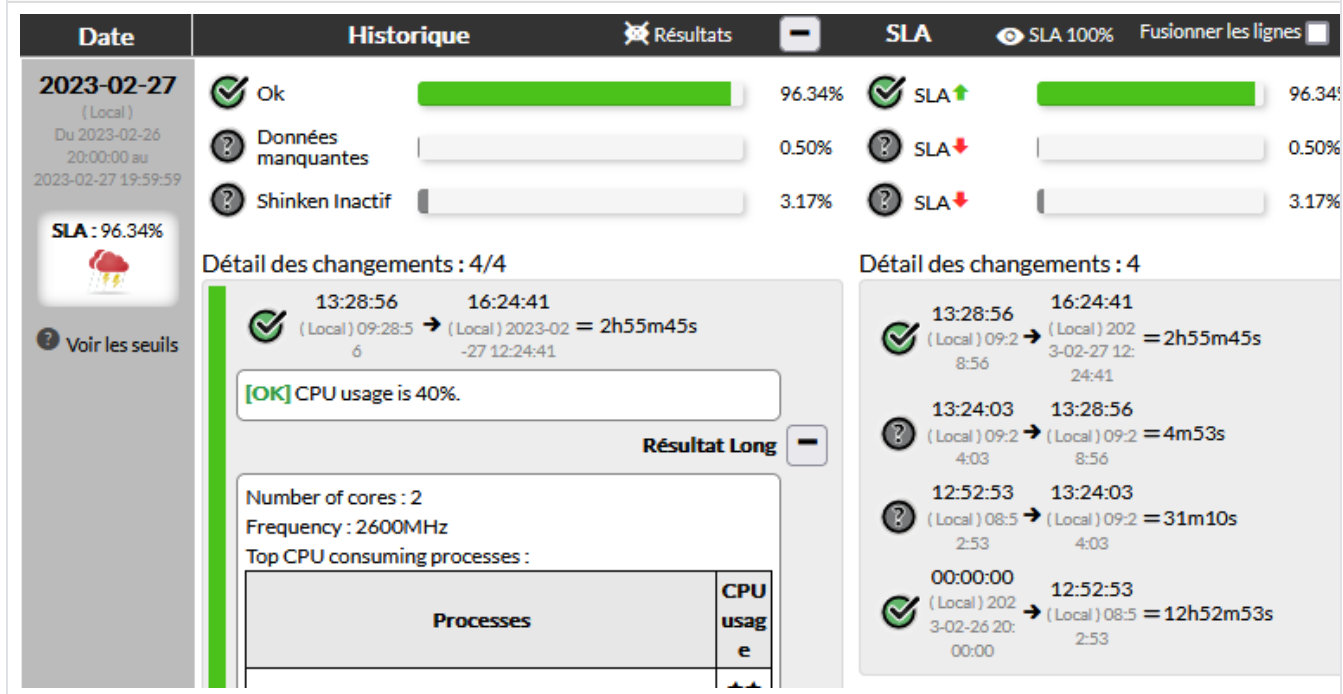 Date Historique Résultats SLA SLA 100% Fusionner les lignes
2023-02-27
( Local )
Du 2023-02-26
20:00:00 au
2023-02-27 19:59:59
SLA : 96.34%
Voir les seuils
Ok 96.34%
Données
manquantes 0.50%
Shinken Inactif 3.17%
Détail des changements : 4/4
13:28:56 16:24:41
( Local ) 09:28:5 ( Local ) 2023-02 = 2h55m45s
6 -27 12:24:41
[OK] CPU usage is 40%.
Résultat Long
Number of cores : 2
Frequency : 2600MHz
Top CPU consuming processes :
Processes
CPU
usag
e
SLA 96.34
SLA 0.50%
SLA 3.17%
Détail des changements : 4
13:28:56 16:24:41
( Local ) 09:2 ( Local ) 202 = 2h55m45s
8:56 3-02-27 12:
24:41
13:24:03 13:28:56
( Local ) 09:2 ( Local ) 09:2 = 4m53s
4:03 8:56
12:52:53 13:24:03
( Local ) 08:5 ( Local ) 09:2 = 31m10s
2:53 4:03
00:00:00 12:52:53
( Local ) 202 ( Local ) 08:5 = 12h52m53s
3-02-26 20: 2:53
00:00